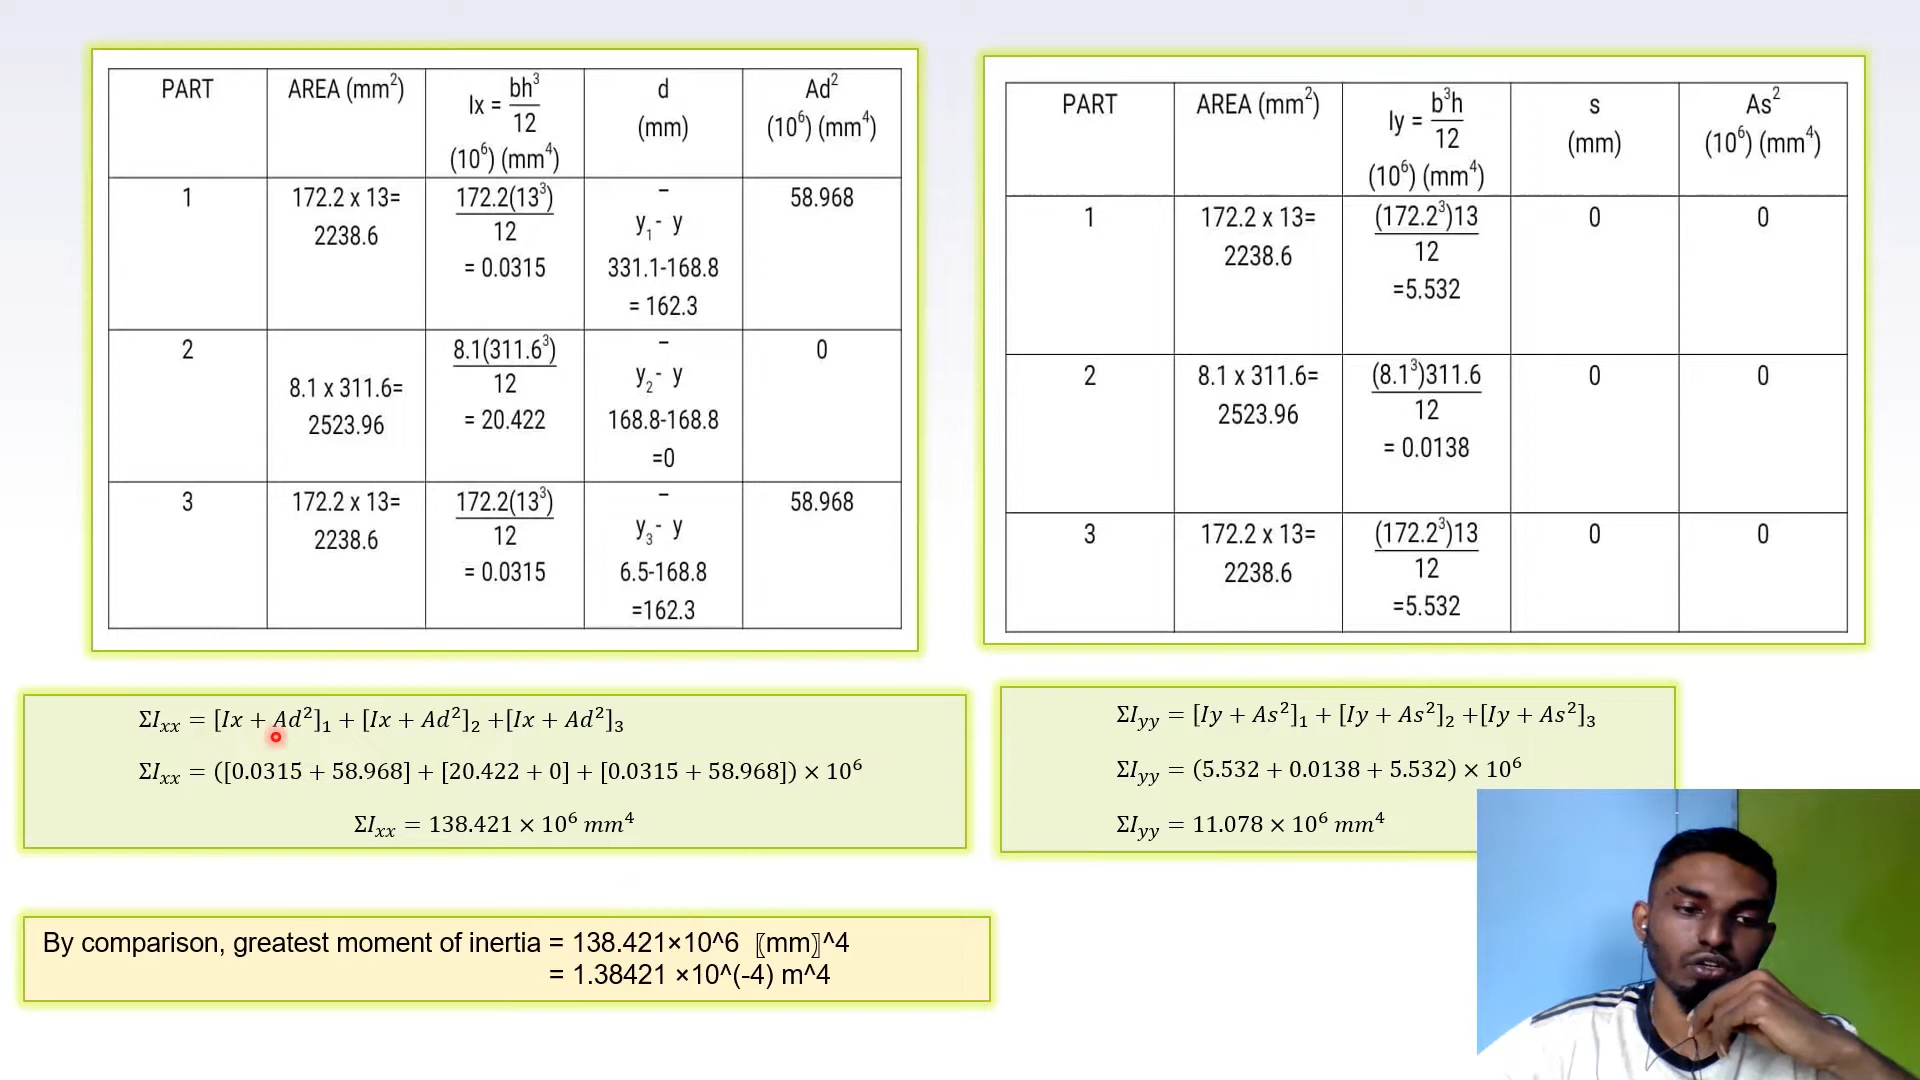 PART AREA (mm²) Ix = bh³/12 (10⁶) (mm⁴) d (mm) Ad² (10⁶) (mm⁴)
1 172.2 x 13= 2238.6 172.2(13³)/12 = 0.0315 y₁- y̅ 331.1-168.8 = 162.3 58.968
2 8.1 x 311.6= 2523.96 8.1(311.6³)/12 = 20.422 y₂- y̅ 168.8-168.8 =0 0
3 172.2 x 13= 2238.6 172.2(13³)/12 = 0.0315 y₃- y̅ 6.5-168.8 =162.3 58.968
PART AREA (mm²) Iy = b³h/12 (10⁶) (mm⁴) s (mm) As² (10⁶) (mm⁴)
1 172.2 x 13= 2238.6 (172.2³)13/12 =5.532 0 0
2 8.1 x 311.6= 2523.96 (8.1³)311.6/12 = 0.0138 0 0
3 172.2 x 13= 2238.6 (172.2³)13/12 =5.532 0 0
ΣIxx = [Ix + Ad²]₁ + [Ix + Ad²]₂ +[Ix + Ad²]₃
ΣIxx = ([0.0315 + 58.968] + [20.422 + 0] + [0.0315 + 58.968]) × 10⁶
ΣIxx = 138.421 × 10⁶ mm⁴
ΣIyy = [Iy + As²]₁ + [Iy + As²]₂ +[Iy + As²]₃
ΣIyy = (5.532 + 0.0138 + 5.532) × 10⁶
ΣIyy = 11.078 × 10⁶ mm⁴
By comparison, greatest moment of inertia = 138.421×10^6 〖mm〗^4
= 1.38421 ×10^(-4) m^4